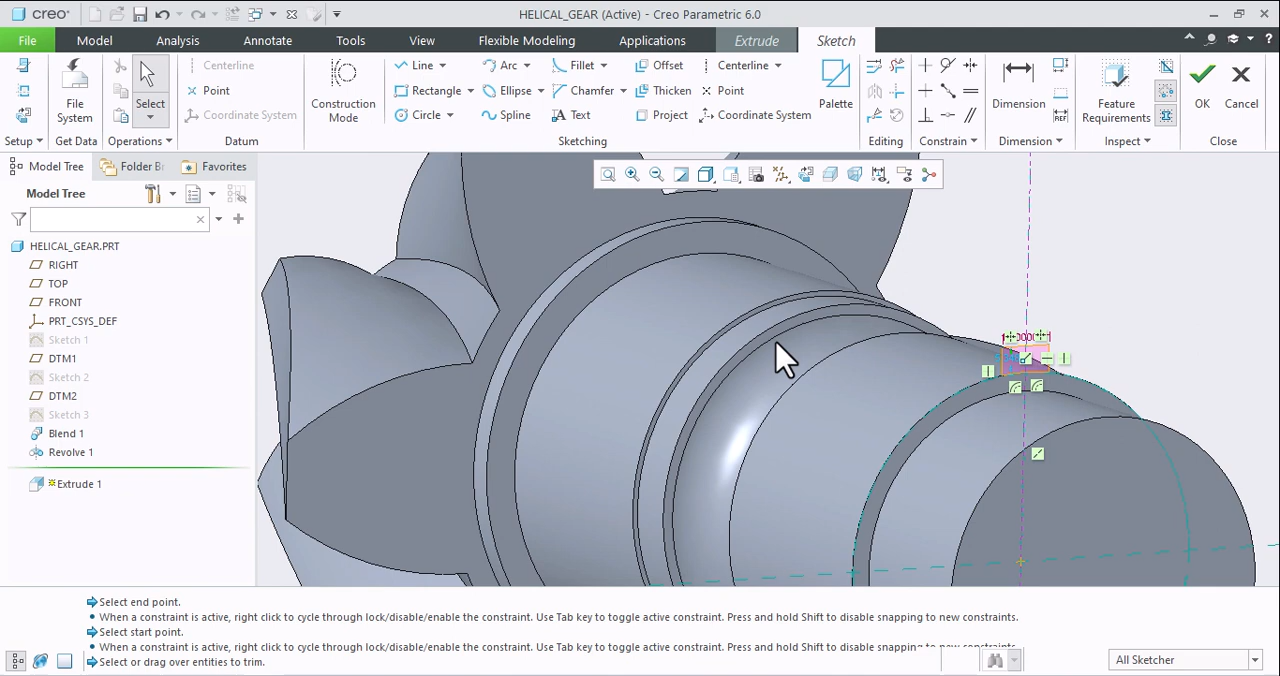 creo
HELICAL_GEAR (Active) - Creo Parametric 6.0
File Model Analysis Annotate Tools View Flexible Modeling Applications Extrude Sketch
File System
Select
Centerline
Point
Coordinate System
Construction Mode
Line Arc Fillet Offset Centerline
Rectangle Ellipse Chamfer Thicken Point
Circle Spline Text Project Coordinate System
Palette
Dimension
REF
Feature Requirements
OK Cancel
Setup Get Data Operations Datum Sketching Editing Constrain Dimension Inspect Close
Model Tree Folder Br Favorites
Model Tree
HELICAL_GEAR.PRT
RIGHT
TOP
FRONT
PRT_CSYS_DEF
Sketch 1
DTM1
Sketch 2
DTM2
Sketch 3
Blend 1
Revolve 1
Extrude 1
Select end point.
When a constraint is active, right click to cycle through lock/disable/enable the constraint. Use Tab key to toggle active constraint. Press and hold Shift to disable snapping to new constraints.
Select start point.
When a constraint is active, right click to cycle through lock/disable/enable the constraint. Use Tab key to toggle active constraint. Press and hold Shift to disable snapping to new constraints.
Select or drag over entities to trim.
All Sketcher